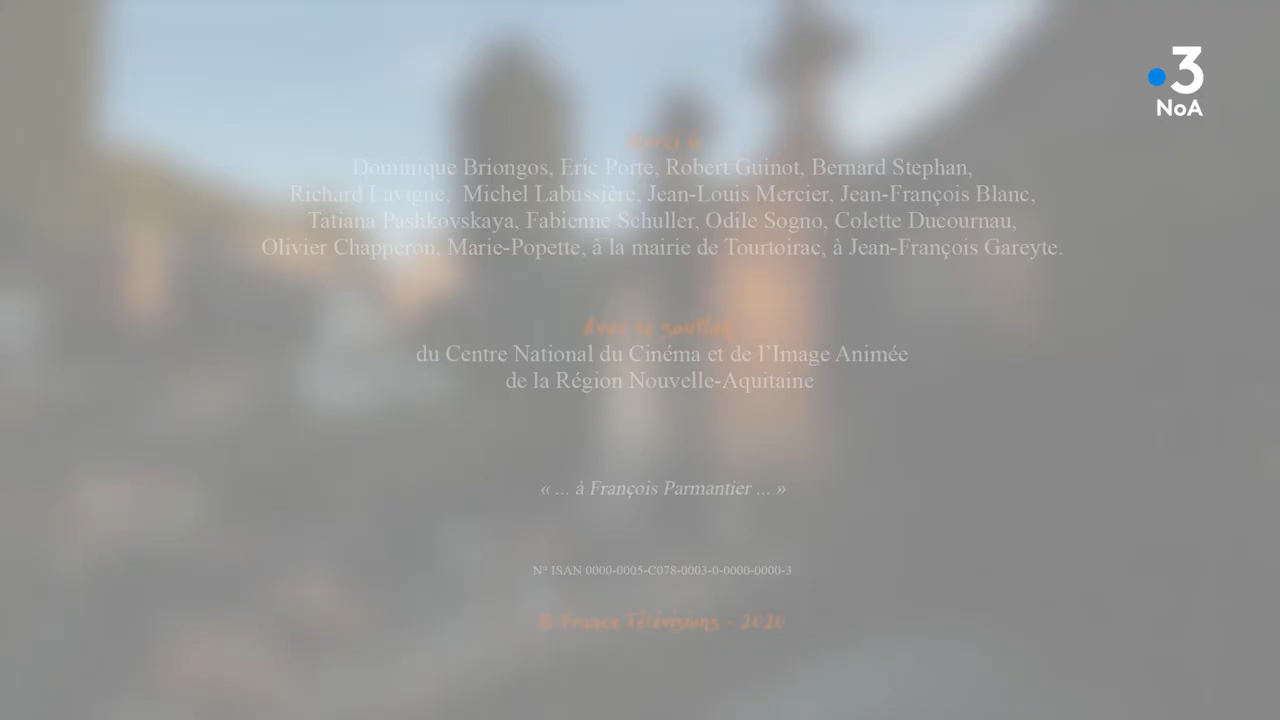 3
NoA
Merci à
Dominique Briongos, Eric Porte, Robert Guinot, Bernard Stephan,
Richard Lavigne,  Michel Labussière, Jean-Louis Mercier, Jean-François Blanc,
Tatiana Pashkovskaya, Fabienne Schuller, Odile Sogno, Colette Ducournau,
Olivier Chapperon, Marie-Popette, à la mairie de Tourtoirac, à Jean-François Gareyte.
Avec le soutien
du Centre National du Cinéma et de l’Image Animée
de la Région Nouvelle-Aquitaine
« ... à François Parmantier ... »
N° ISAN 0000-0005-C078-0003-0-0000-0000-3
© France Télévisions - 2020